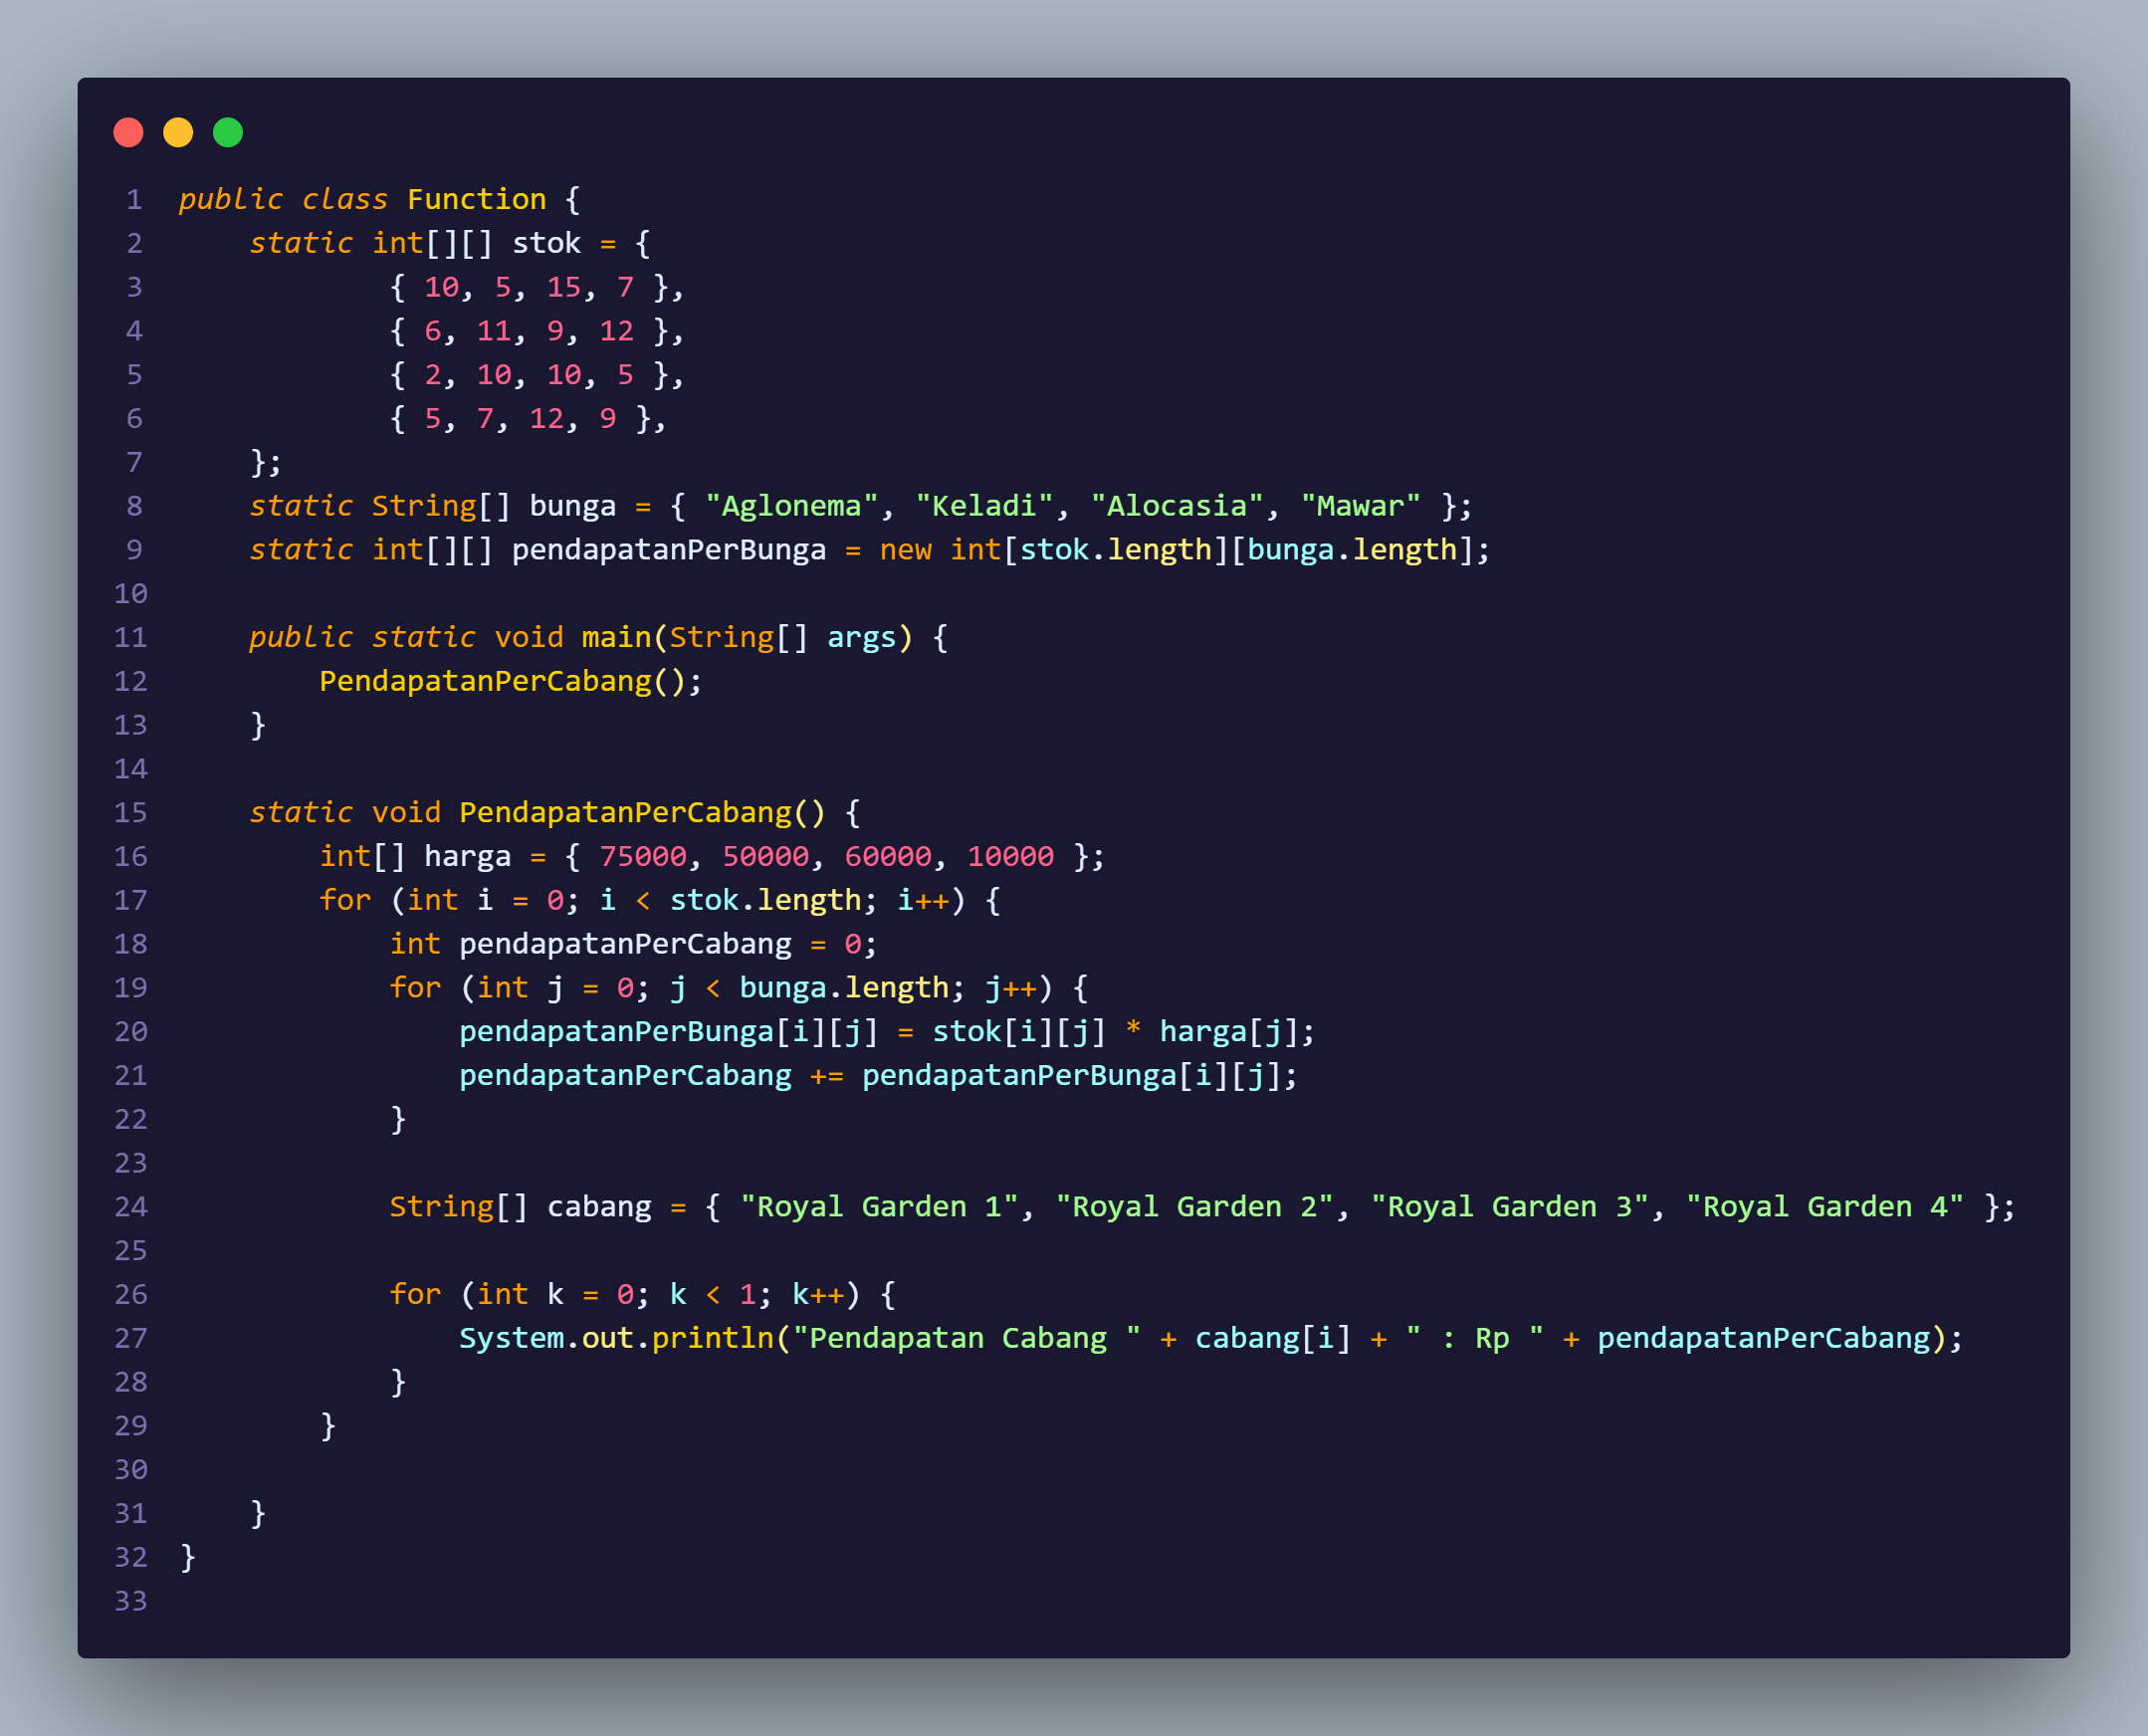 1 public class Function {
2     static int[][] stok = {
3             { 10, 5, 15, 7 },
4             { 6, 11, 9, 12 },
5             { 2, 10, 10, 5 },
6             { 5, 7, 12, 9 },
7     };
8     static String[] bunga = { "Aglonema", "Keladi", "Alocasia", "Mawar" };
9     static int[][] pendapatanPerBunga = new int[stok.length][bunga.length];
10
11     public static void main(String[] args) {
12         PendapatanPerCabang();
13     }
14
15     static void PendapatanPerCabang() {
16         int[] harga = { 75000, 50000, 60000, 10000 };
17         for (int i = 0; i < stok.length; i++) {
18             int pendapatanPerCabang = 0;
19             for (int j = 0; j < bunga.length; j++) {
20                 pendapatanPerBunga[i][j] = stok[i][j] * harga[j];
21                 pendapatanPerCabang += pendapatanPerBunga[i][j];
22             }
23
24             String[] cabang = { "Royal Garden 1", "Royal Garden 2", "Royal Garden 3", "Royal Garden 4" };
25
26             for (int k = 0; k < 1; k++) {
27                 System.out.println("Pendapatan Cabang " + cabang[i] + " : Rp " + pendapatanPerCabang);
28             }
29         }
30
31     }
32 }
33